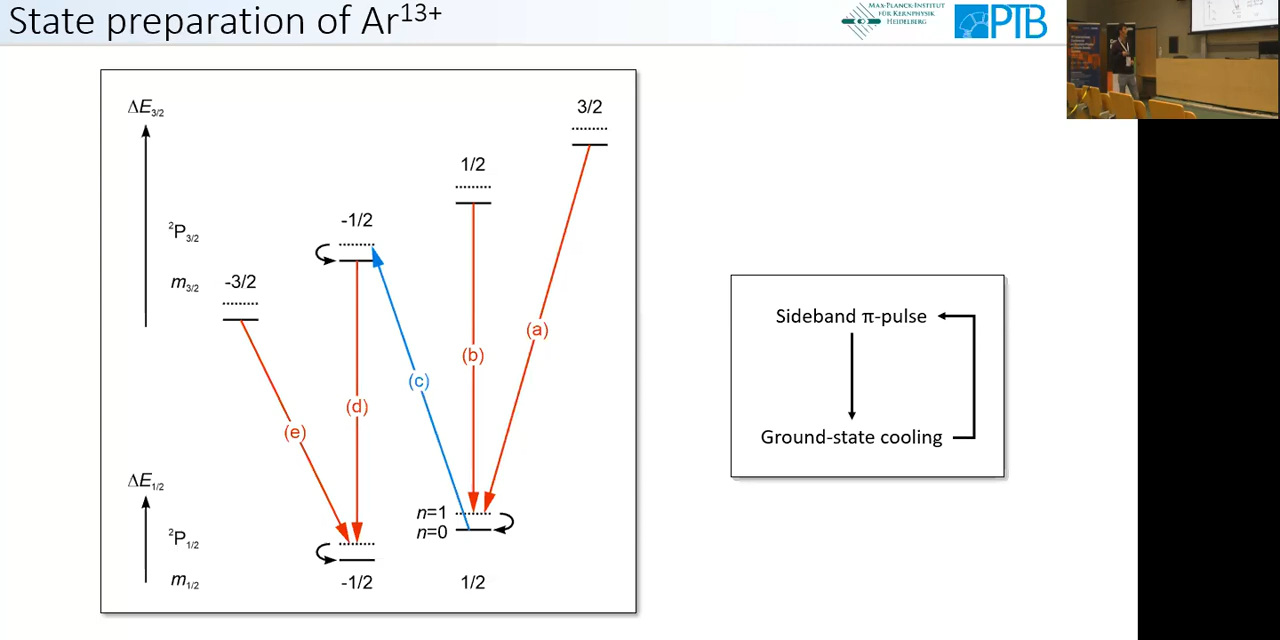 State preparation of Ar13+
MAX-PLANCK-INSTITUT
FÜR KERNPHYSIK
HEIDELBERG
PTB
ΔE3/2
3/2
1/2
-1/2
2P3/2
m3/2
-3/2
(a)
(b)
(c)
(d)
(e)
ΔE1/2
n=1
n=0
2P1/2
m1/2
-1/2
1/2
Sideband π-pulse
Ground-state cooling